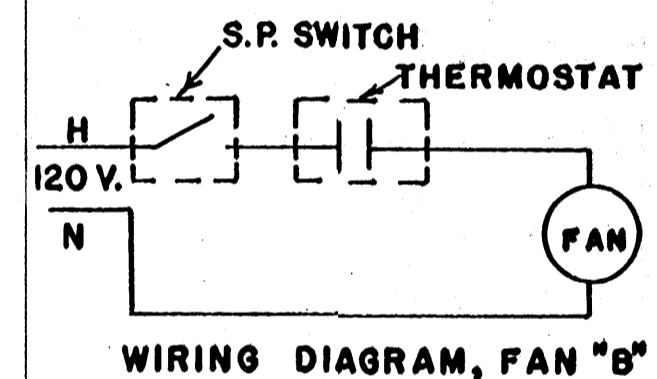 S.P. SWITCH
THERMOSTAT
H
120 V.
N
FAN
WIRING DIAGRAM, FAN "B"